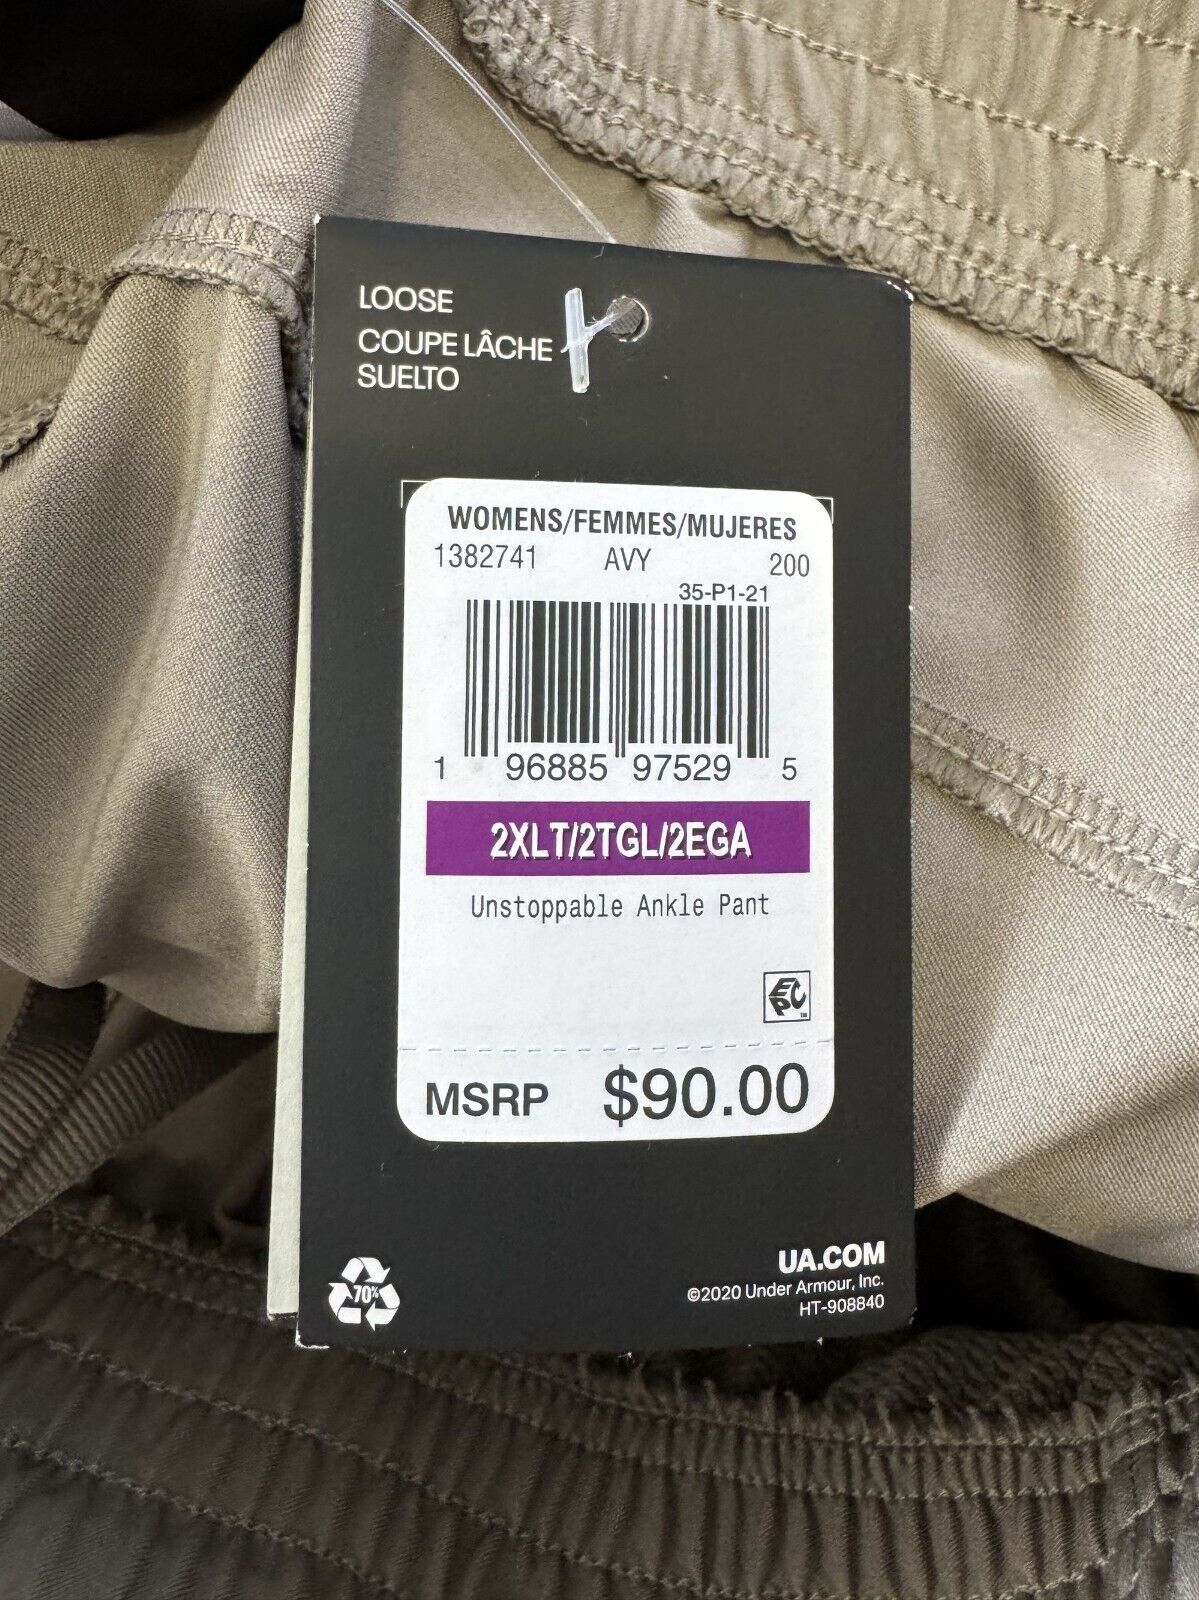 LOOSE
COUPE LÂCHE
SUELTO
WOMENS/FEMMES/MUJERES
1382741 AVY 200
35-P1-21
1 96885 97529 5
2XLT/2TGL/2EGA
Unstoppable Ankle Pant
EPC™
MSRP $90.00
70%
UA.COM
©2020 Under Armour, Inc.
HT-908840